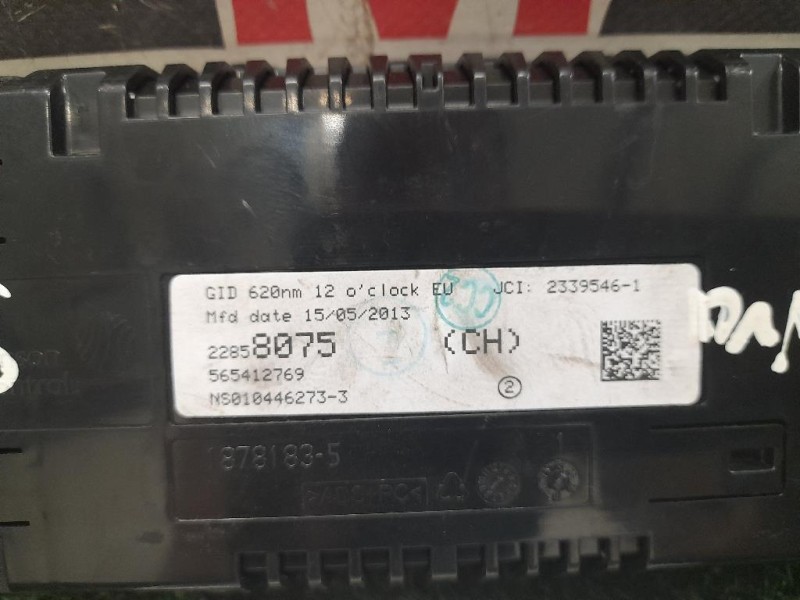 GID 620nm 12 o'clock EU JCI: 2339546-1
Mfd date 15/05/2013
22858075 (CH)
565412769
NS010446273-3 2
1878183-5